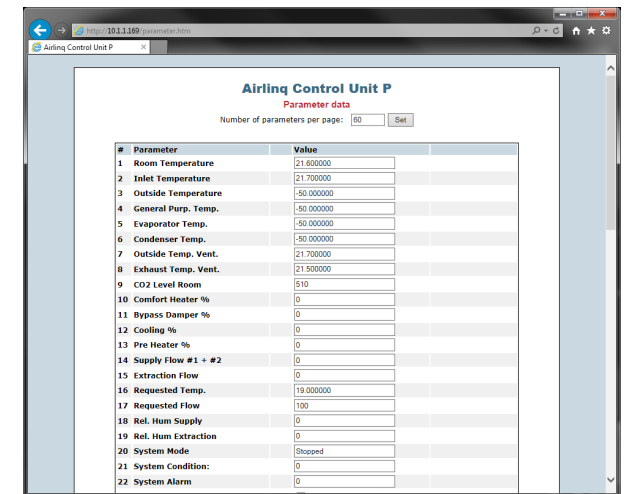 http://10.1.1.169/parameter.htm
Airlinq Control Unit P
Airlinq Control Unit P
Parameter data
Number of parameters per page: 60 Set
# Parameter Value
1 Room Temperature 21.600000
2 Inlet Temperature 21.700000
3 Outside Temperature -50.000000
4 General Purp. Temp. -50.000000
5 Evaporator Temp. -50.000000
6 Condenser Temp. -50.000000
7 Outside Temp. Vent. 21.700000
8 Exhaust Temp. Vent. 21.500000
9 CO2 Level Room 510
10 Comfort Heater % 0
11 Bypass Damper % 0
12 Cooling % 0
13 Pre Heater % 0
14 Supply Flow #1 + #2 0
15 Extraction Flow 0
16 Requested Temp. 19.000000
17 Requested Flow 100
18 Rel. Hum Supply 0
19 Rel. Hum Extraction 0
20 System Mode Stopped
21 System Condition: 0
22 System Alarm 0